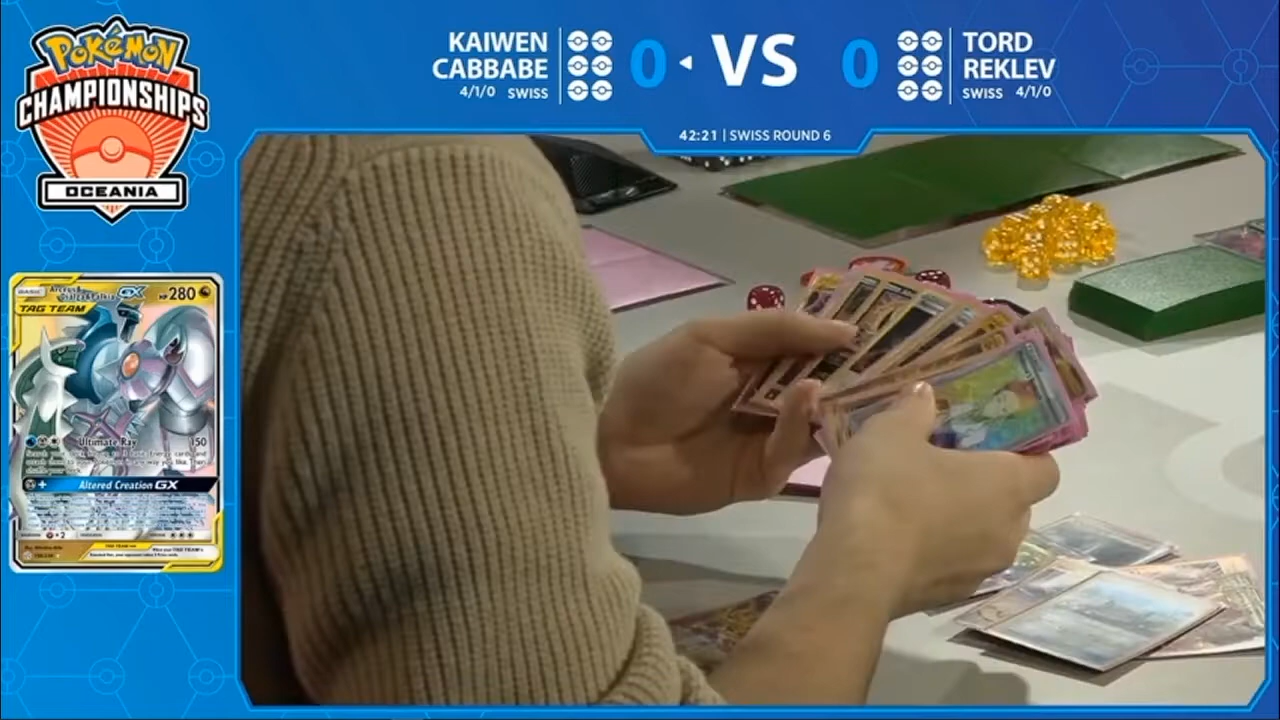 Pokémon
CHAMPIONSHIPS
OCEANIA
KAIWEN
CABBABE
4/1/0 SWISS
0
VS
0
TORD
REKLEV
SWISS 4/1/0
42:21 | SWISS ROUND 6
BASIC
GX
HP 280
TAG TEAM
Ultimate Ray 150
Altered Creation GX